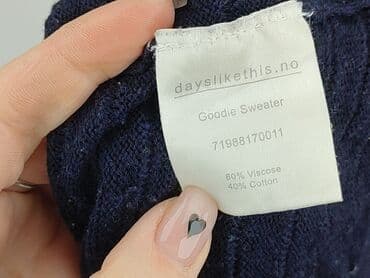 dayslikethis.no
Goodie Sweater
71988170011
60% Viscose
40% Cotton